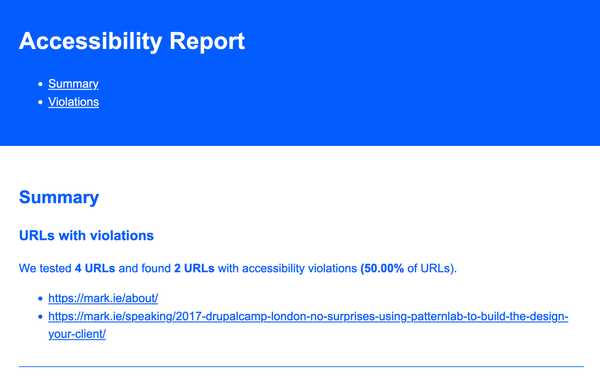 Accessibility Report
Summary
Violations
Summary
URLs with violations
We tested 4 URLs and found 2 URLs with accessibility violations (50.00% of URLs).
https://mark.ie/about/
https://mark.ie/speaking/2017-drupalcamp-london-no-surprises-using-patternlab-to-build-the-design-
your-client/